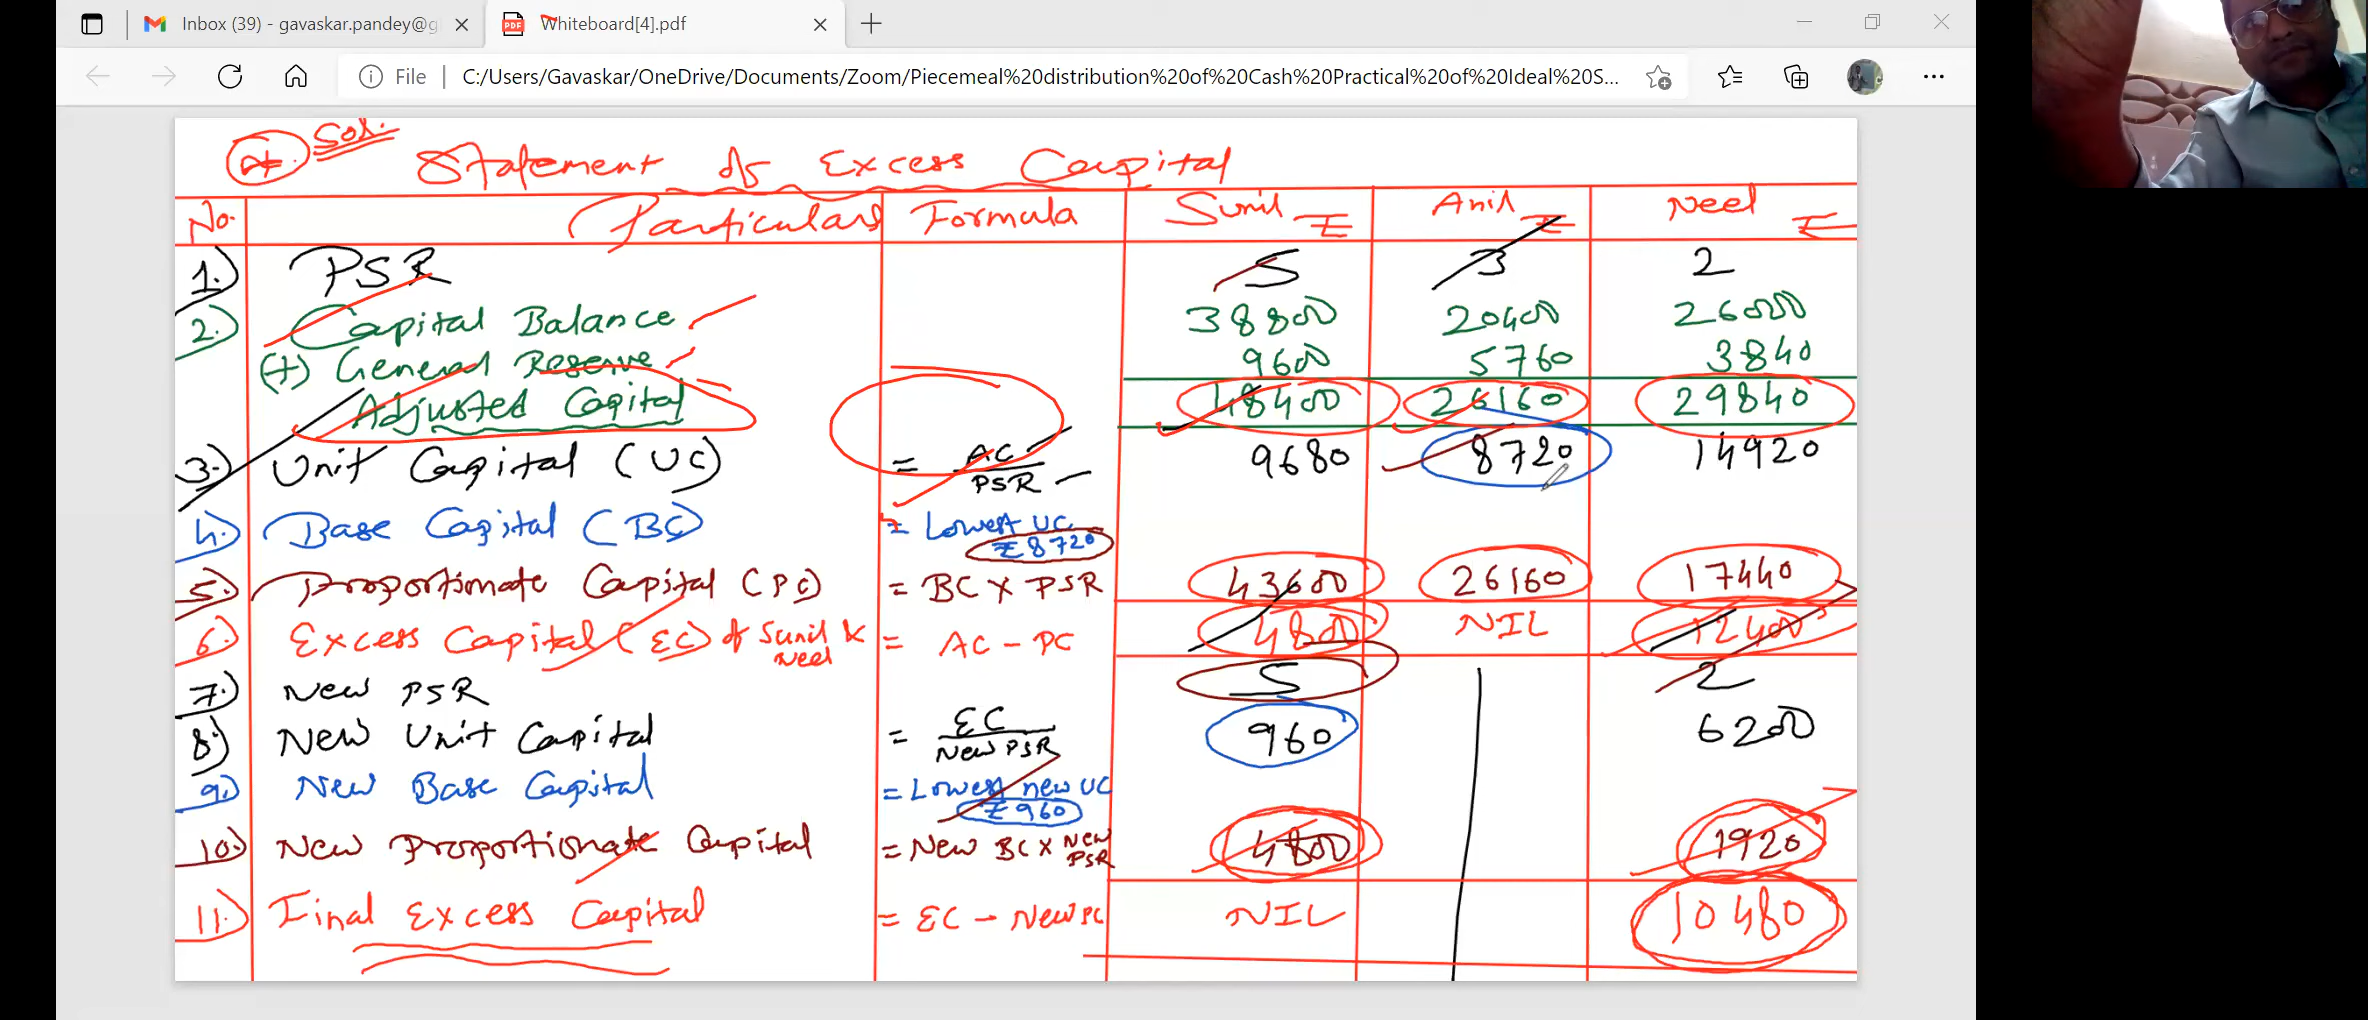 Inbox (39) - gavaskar.pandey@g
Whiteboard[4].pdf
File C:/Users/Gavaskar/OneDrive/Documents/Zoom/Piecemeal%20distribution%20of%20Cash%20Practical%20of%20Ideal%20S...
Sol.
Statement of Excess Capital
No. Particulars Formula Sunil ₹ Anil ₹ Neel ₹
1.) PSR 5 3 2
2.) Capital Balance 38800 20400 26000
(+) General Reserve 9600 5760 3840
Adjusted Capital 48400 26160 29840
3.) Unit Capital (UC) = AC/PSR 9680 8720 14920
4.) Base Capital (BC) = Lowest UC ₹8720
5.) Proportionate Capital (PC) = BC X PSR 43600 26160 17440
6.) Excess Capital (EC) of Sunil & Neel = AC - PC 4800 NIL 12400
7.) New PSR 5 2
8.) New Unit Capital = EC/New PSR 960 6200
9.) New Base Capital = Lowest new UC ₹960
10.) New Proportionate Capital = New BC X New PSR 4800 1920
11.) Final Excess Capital = EC - New PC NIL 10480